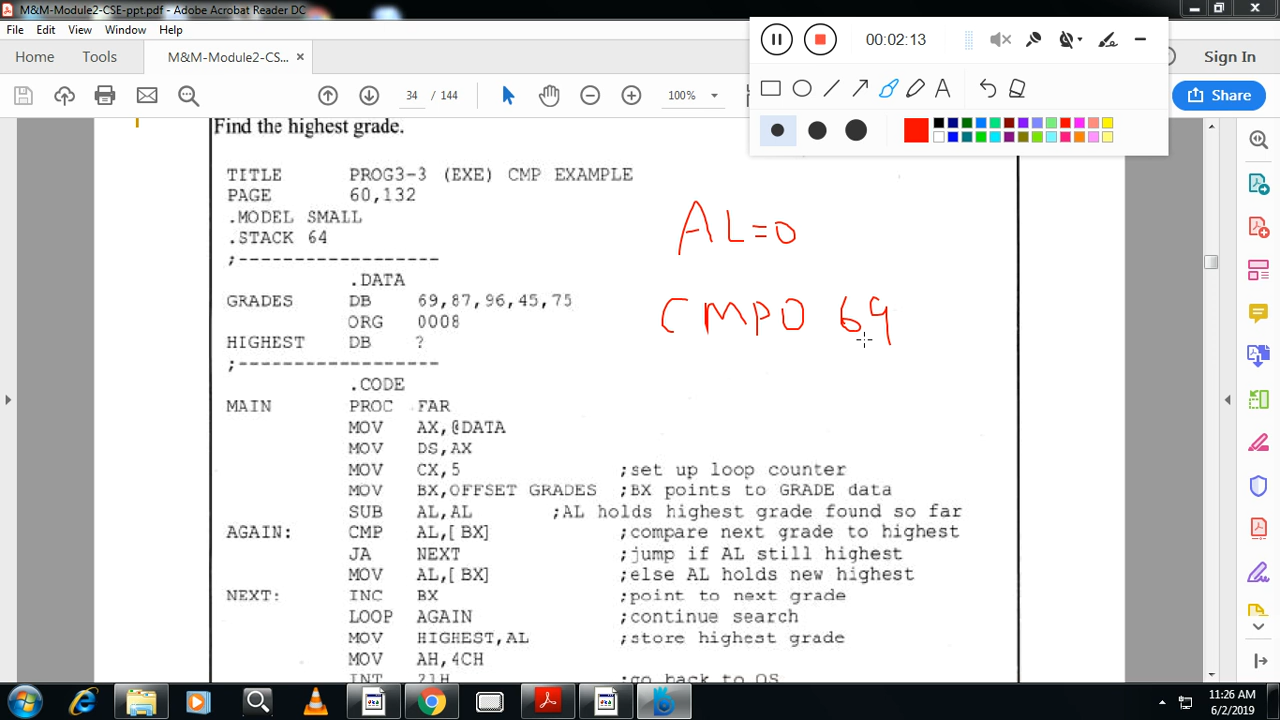 M&M-Module2-CSE-ppt.pdf - Adobe Acrobat Reader DC
File Edit View Window Help
Home Tools M&M-Module2-CS... ×
00:02:13
Sign In
34 / 144
100%
Share
A
Find the highest grade.
TITLE PROG3-3 (EXE) CMP EXAMPLE
PAGE 60,132
.MODEL SMALL
.STACK 64
;------------------
.DATA
GRADES DB 69,87,96,45,75
ORG 0008
HIGHEST DB ?
;------------------
.CODE
MAIN PROC FAR
MOV AX,@DATA
MOV DS,AX
MOV CX,5 ;set up loop counter
MOV BX,OFFSET GRADES ;BX points to GRADE data
SUB AL,AL ;AL holds highest grade found so far
AGAIN: CMP AL,[BX] ;compare next grade to highest
JA NEXT ;jump if AL still highest
MOV AL,[BX] ;else AL holds new highest
NEXT: INC BX ;point to next grade
LOOP AGAIN ;continue search
MOV HIGHEST,AL ;store highest grade
MOV AH,4CH
INT 21H ;go back to OS
AL=0
CMP0 69
11:26 AM
6/2/2019